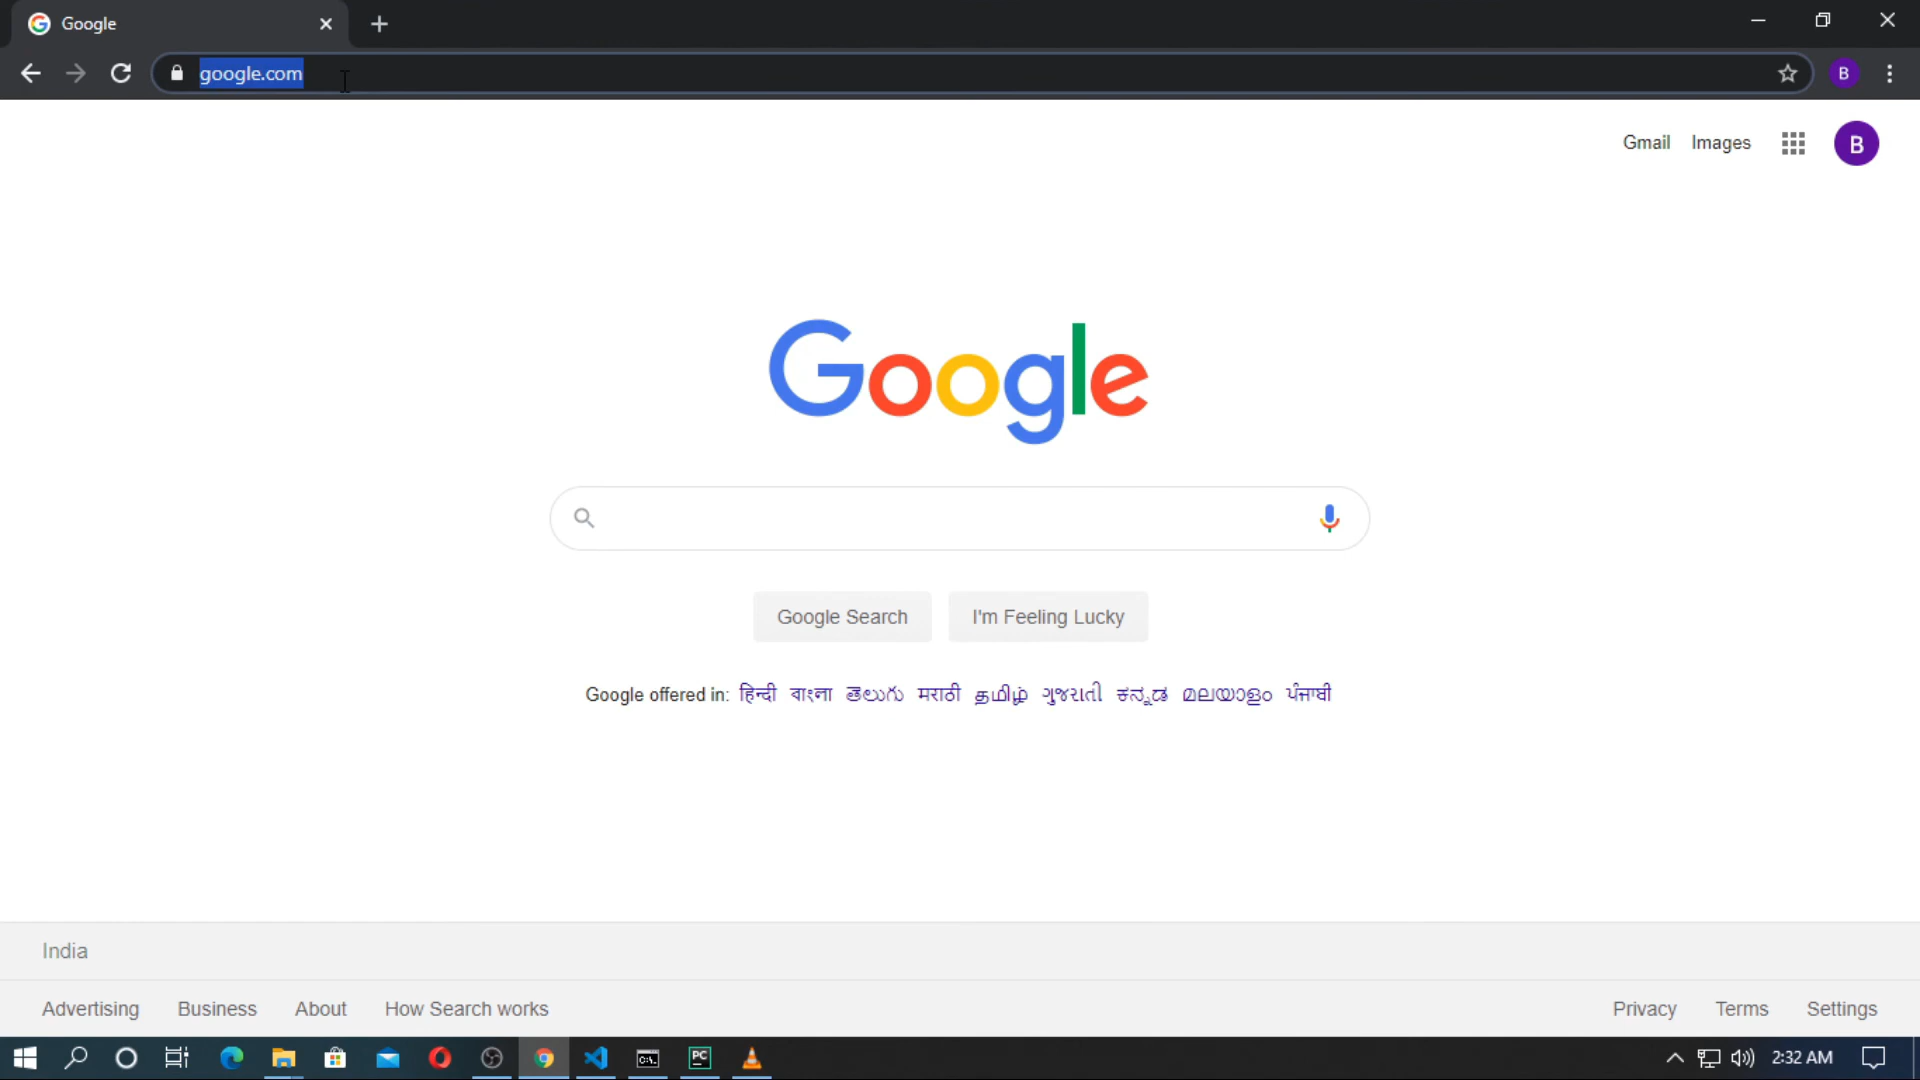 Google
google.com
B
Gmail Images
B
Google
Google Search I'm Feeling Lucky
Google offered in: हिन्दी বাংলা తెలుగు मराठी தமிழ் ગુજરાતી ಕನ್ನಡ മലയാളം ਪੰਜਾਬੀ
India
Advertising Business About How Search works Privacy Terms Settings
C:\. PC 2:32 AM